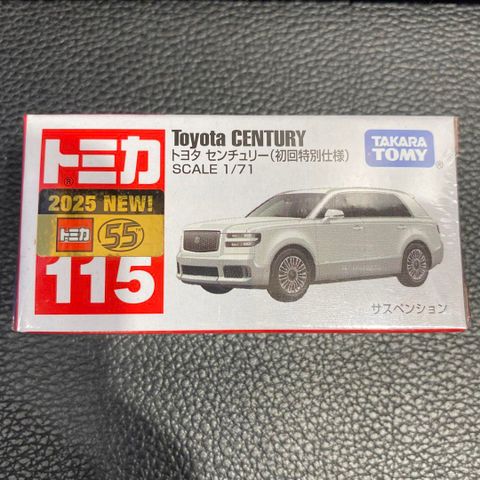 トミカ
®
2025 NEW!
トミカ 55
115
Toyota CENTURY
トヨタ センチュリー(初回特別仕様)
SCALE 1/71
TAKARA
TOMY
サスペンション